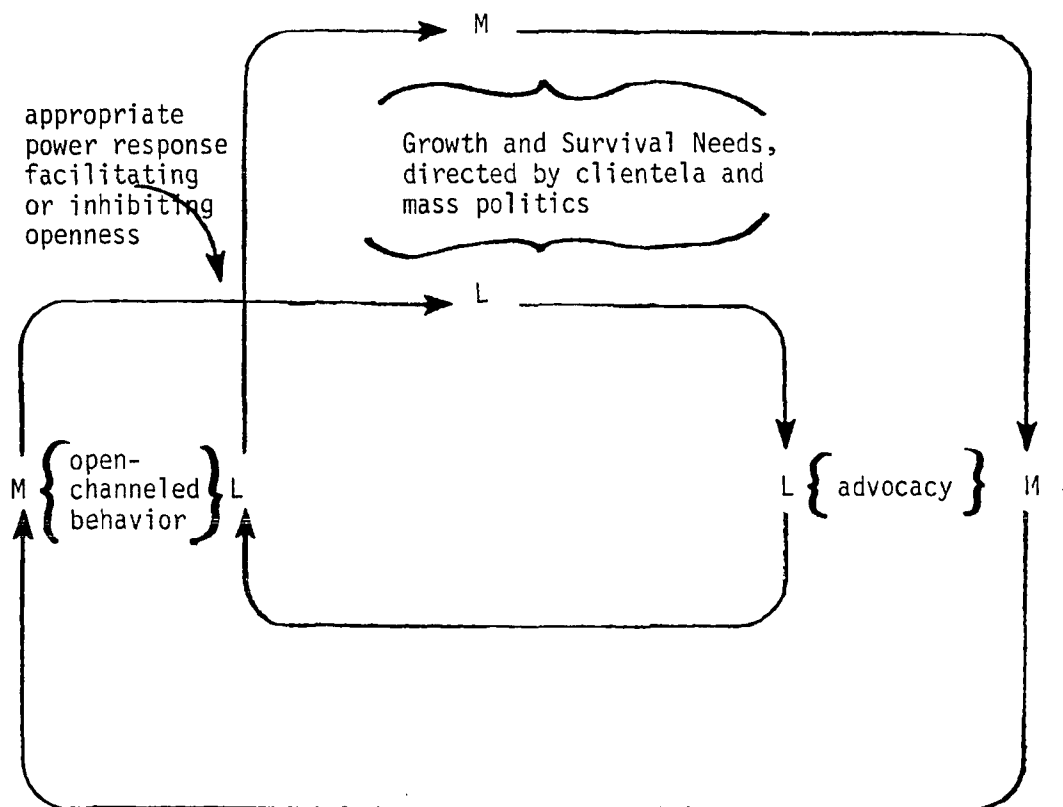 M
appropriate
power response
facilitating
or inhibiting
openness
Growth and Survival Needs,
directed by clientela and
mass politics
L
M { open-
channeled
behavior } L
L { advocacy } M